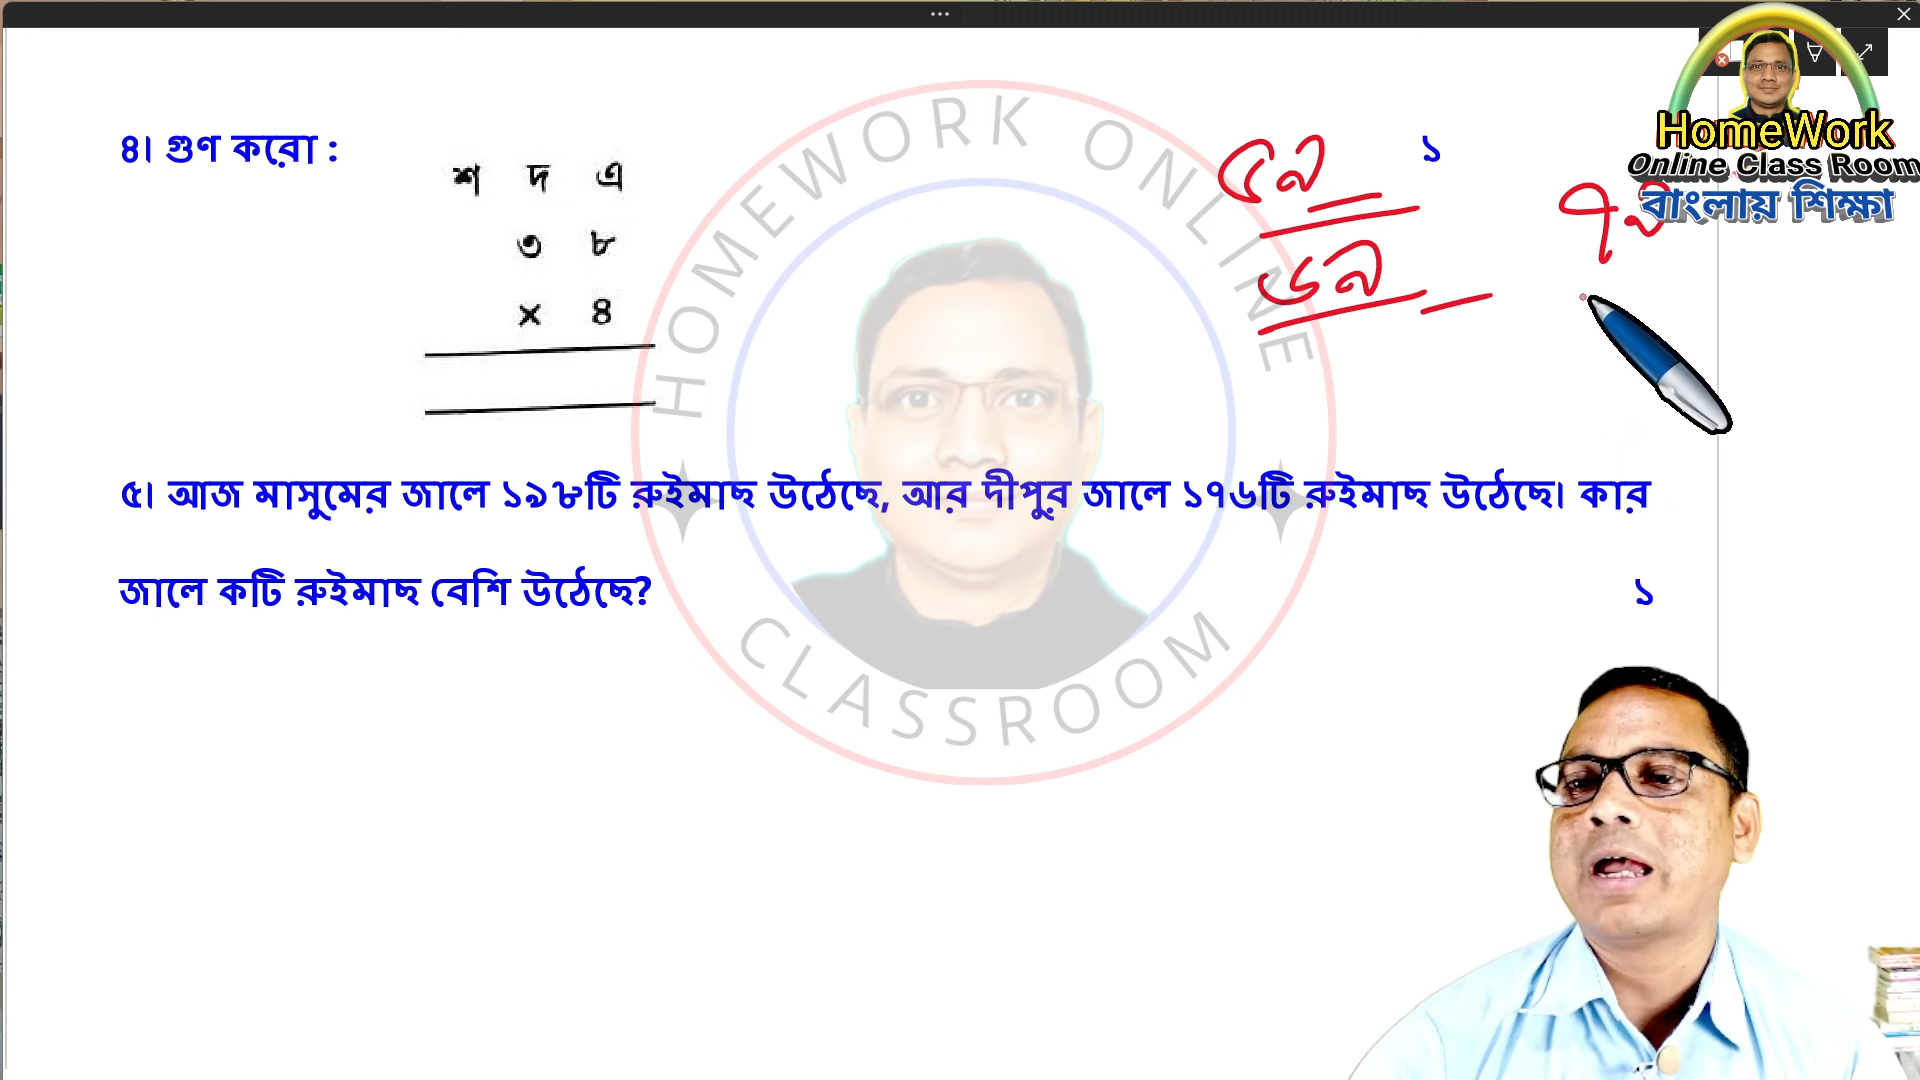 HomeWork
Online Class Room
বাংলায় শিক্ষা
৪। গুণ করো : ১
শ দ এ
৩ ৮
× ৪
৫। আজ মাসুমের জালে ১৯৮টি রুইমাছ উঠেছে, আর দীপুর জালে ১৭৬টি রুইমাছ উঠেছে। কার
জালে কটি রুইমাছ বেশি উঠেছে? ১
HOMEWORK ONLINE
CLASSROOM